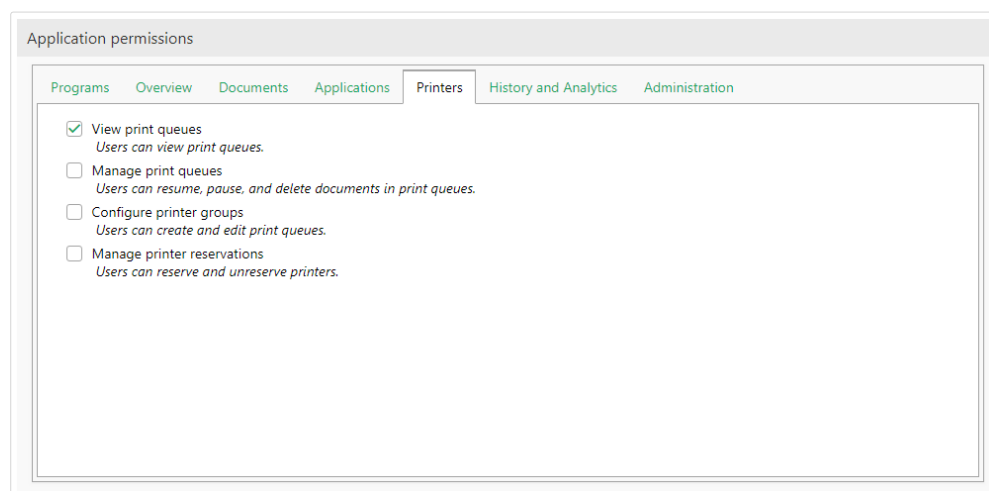 Application permissions
Programs Overview Documents Applications Printers History and Analytics Administration
View print queues
Users can view print queues.
Manage print queues
Users can resume, pause, and delete documents in print queues.
Configure printer groups
Users can create and edit print queues.
Manage printer reservations
Users can reserve and unreserve printers.